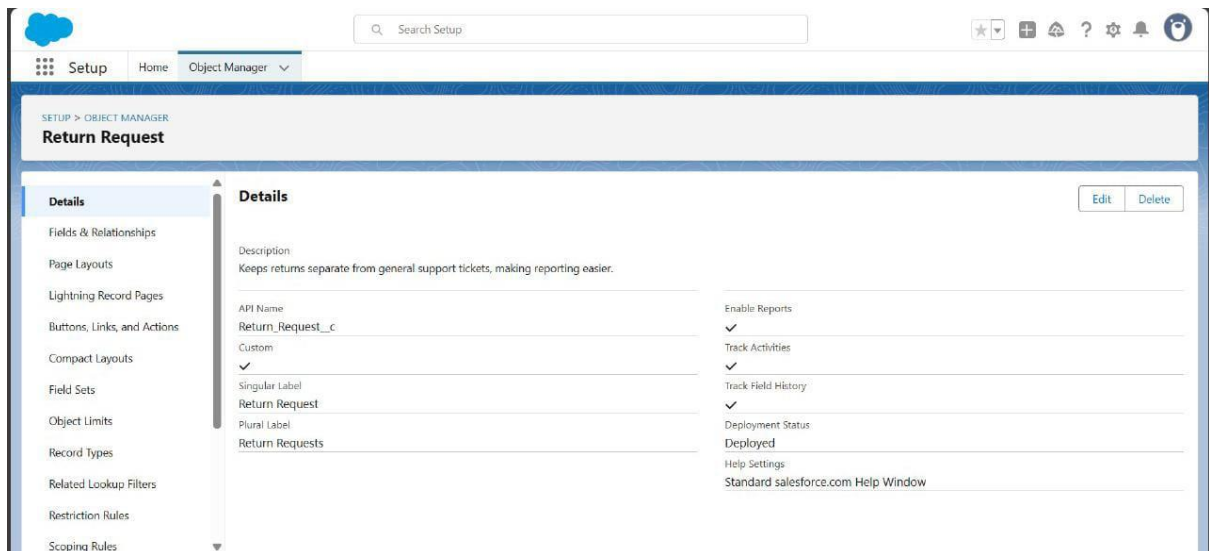 Search Setup
Setup
Home
Object Manager
SETUP > OBJECT MANAGER
Return Request
Details
Fields & Relationships
Page Layouts
Lightning Record Pages
Buttons, Links, and Actions
Compact Layouts
Field Sets
Object Limits
Record Types
Related Lookup Filters
Restriction Rules
Scoping Rules
Details
Edit
Delete
Description
Keeps returns separate from general support tickets, making reporting easier.
API Name
Return_Request__c
Custom
Singular Label
Return Request
Plural Label
Return Requests
Enable Reports
Track Activities
Track Field History
Deployment Status
Deployed
Help Settings
Standard salesforce.com Help Window